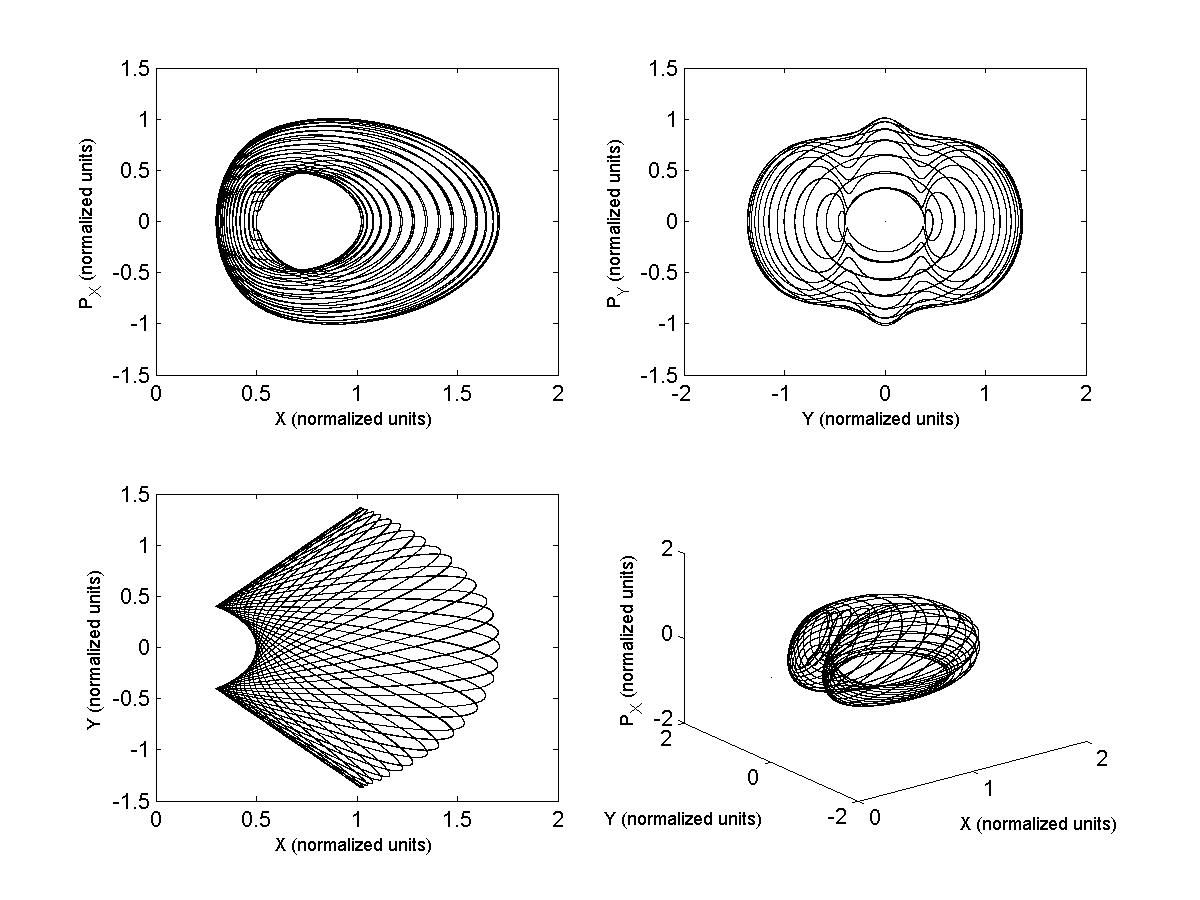 1.5
1
0.5
0
-0.5
-1
-1.5
P_X (normalized units)
0 0.5 1 1.5 2
X (normalized units)
1.5
1
0.5
0
-0.5
-1
-1.5
P_Y (normalized units)
-2 -1 0 1 2
Y (normalized units)
1.5
1
0.5
0
-0.5
-1
-1.5
Y (normalized units)
0 0.5 1 1.5 2
X (normalized units)
2
0
-2
P_X (normalized units)
2
0
-2
Y (normalized units)
0
1
2
X (normalized units)